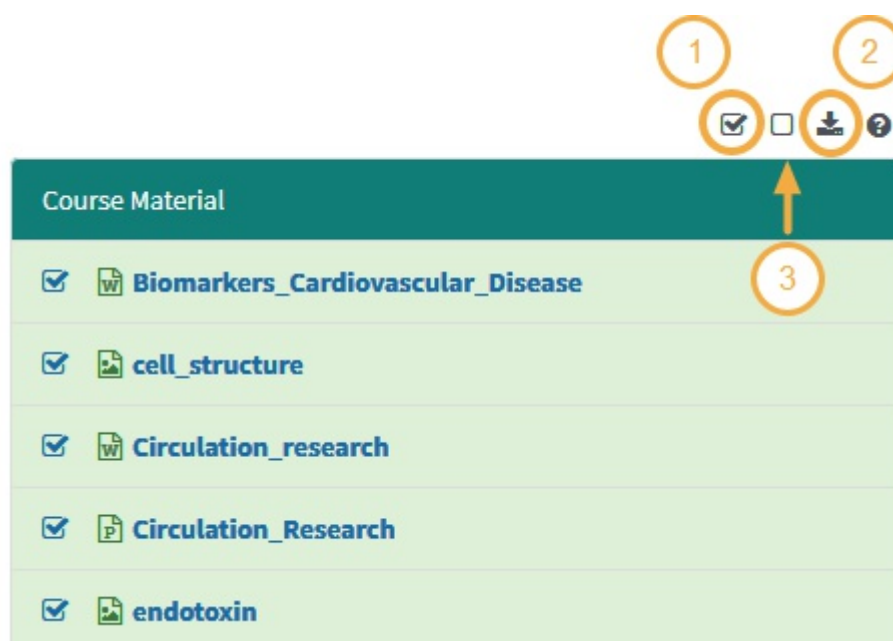 1 2
3
Course Material
Biomarkers_Cardiovascular_Disease
cell_structure
Circulation_research
Circulation_Research
endotoxin